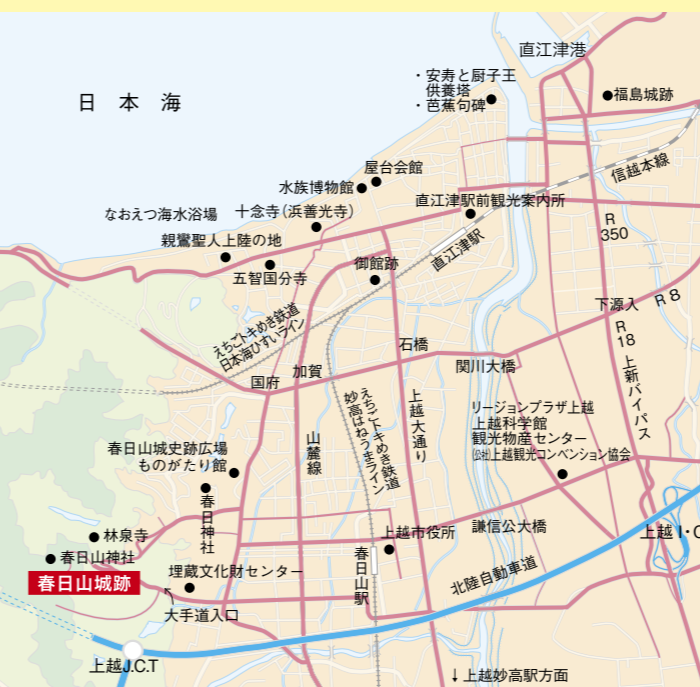 直江津港
・安寿と厨子王
供養塔
・芭蕉句碑
福島城跡
日本海
屋台会館
水族博物館
信越本線
直江津駅前観光案内所
なおえつ海水浴場
十念寺(浜善光寺)
親鸞聖人上陸の地
R
350
直江津駅
五智国分寺
御館跡
下源入
R 8
えちごトキめき鉄道
日本海ひすいライン
R
18
上新バイパス
石橋
関川大橋
国府
加賀
えちごトキめき鉄道
妙高はねうまライン
上越大通り
リージョンプラザ上越
上越科学館
観光物産センター
(公社)上越観光コンベンション協会
山麓線
春日山城史跡広場
ものがたり館
春日神社
林泉寺
上越市役所
謙信公大橋
上越I・C
春日山神社
春日山駅
春日山城跡
埋蔵文化財センター
北陸自動車道
大手道入口
上越J.C.T
↓上越妙高駅方面